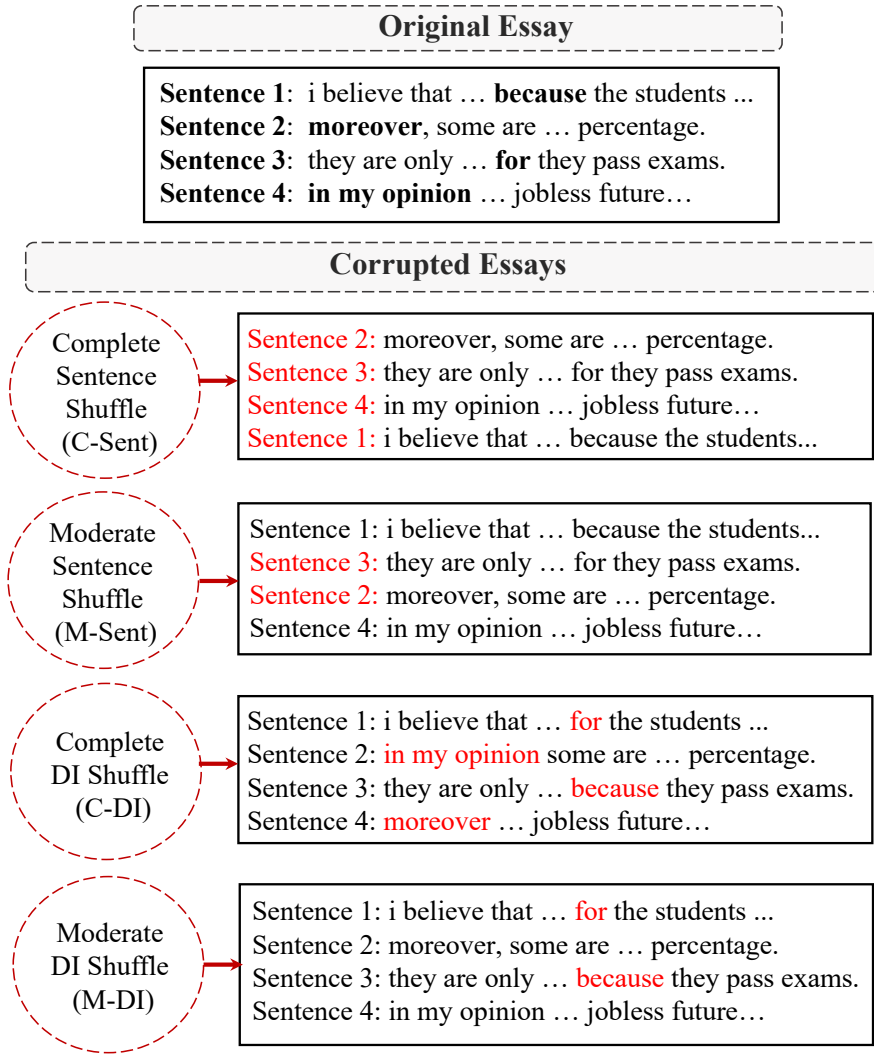 Original Essay
Sentence 1: i believe that … because the students ...
Sentence 2: moreover, some are … percentage.
Sentence 3: they are only … for they pass exams.
Sentence 4: in my opinion … jobless future…
Corrupted Essays
Complete
Sentence
Shuffle
(C-Sent)
Sentence 2: moreover, some are … percentage.
Sentence 3: they are only … for they pass exams.
Sentence 4: in my opinion … jobless future…
Sentence 1: i believe that … because the students...
Moderate
Sentence
Shuffle
(M-Sent)
Sentence 1: i believe that … because the students...
Sentence 3: they are only … for they pass exams.
Sentence 2: moreover, some are … percentage.
Sentence 4: in my opinion … jobless future…
Complete
DI Shuffle
(C-DI)
Sentence 1: i believe that … for the students ...
Sentence 2: in my opinion some are … percentage.
Sentence 3: they are only … because they pass exams.
Sentence 4: moreover … jobless future…
Moderate
DI Shuffle
(M-DI)
Sentence 1: i believe that … for the students ...
Sentence 2: moreover, some are … percentage.
Sentence 3: they are only … because they pass exams.
Sentence 4: in my opinion … jobless future…